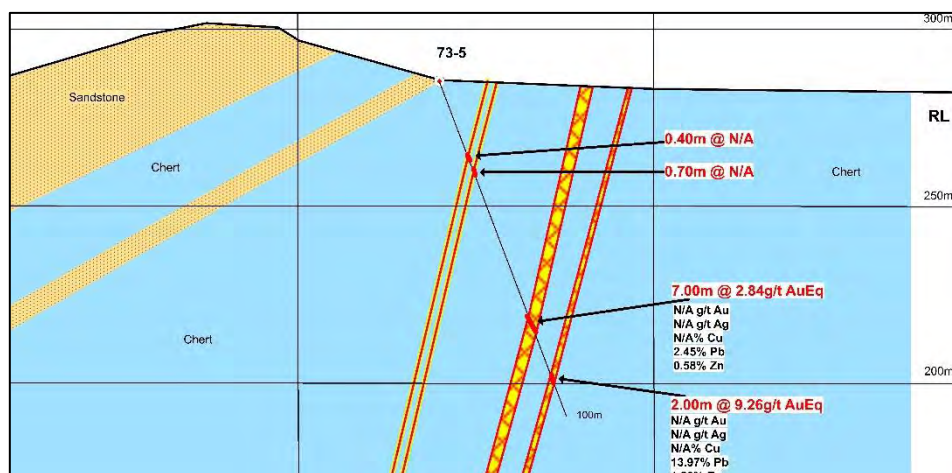 300m
73-5
RL
Sandstone
0.40m @ N/A
Chert
0.70m @ N/A
Chert
250m
7.00m @ 2.84g/t AuEq
N/A g/t Au
N/A g/t Ag
N/A% Cu
2.45% Pb
0.58% Zn
Chert
200m
2.00m @ 9.26g/t AuEq
100m
N/A g/t Au
N/A g/t Ag
N/A% Cu
13.97% Pb